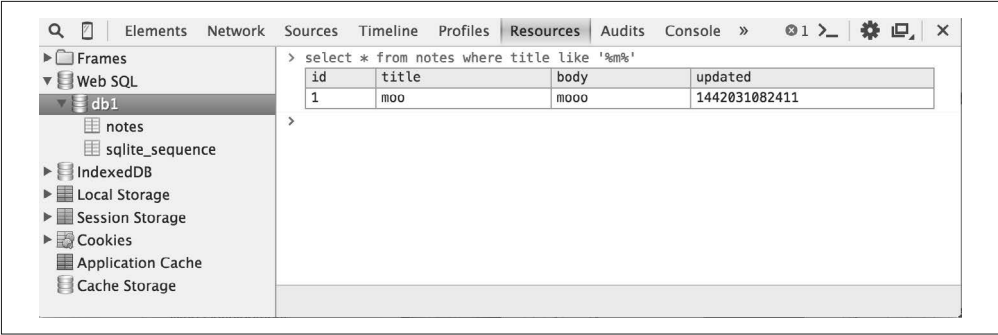 Elements Network Sources Timeline Profiles Resources Audits Console » 1
Frames
Web SQL
db1
notes
sqlite_sequence
IndexedDB
Local Storage
Session Storage
Cookies
Application Cache
Cache Storage
> select * from notes where title like '%m%'
id title body updated
1 moo mooo 1442031082411
>